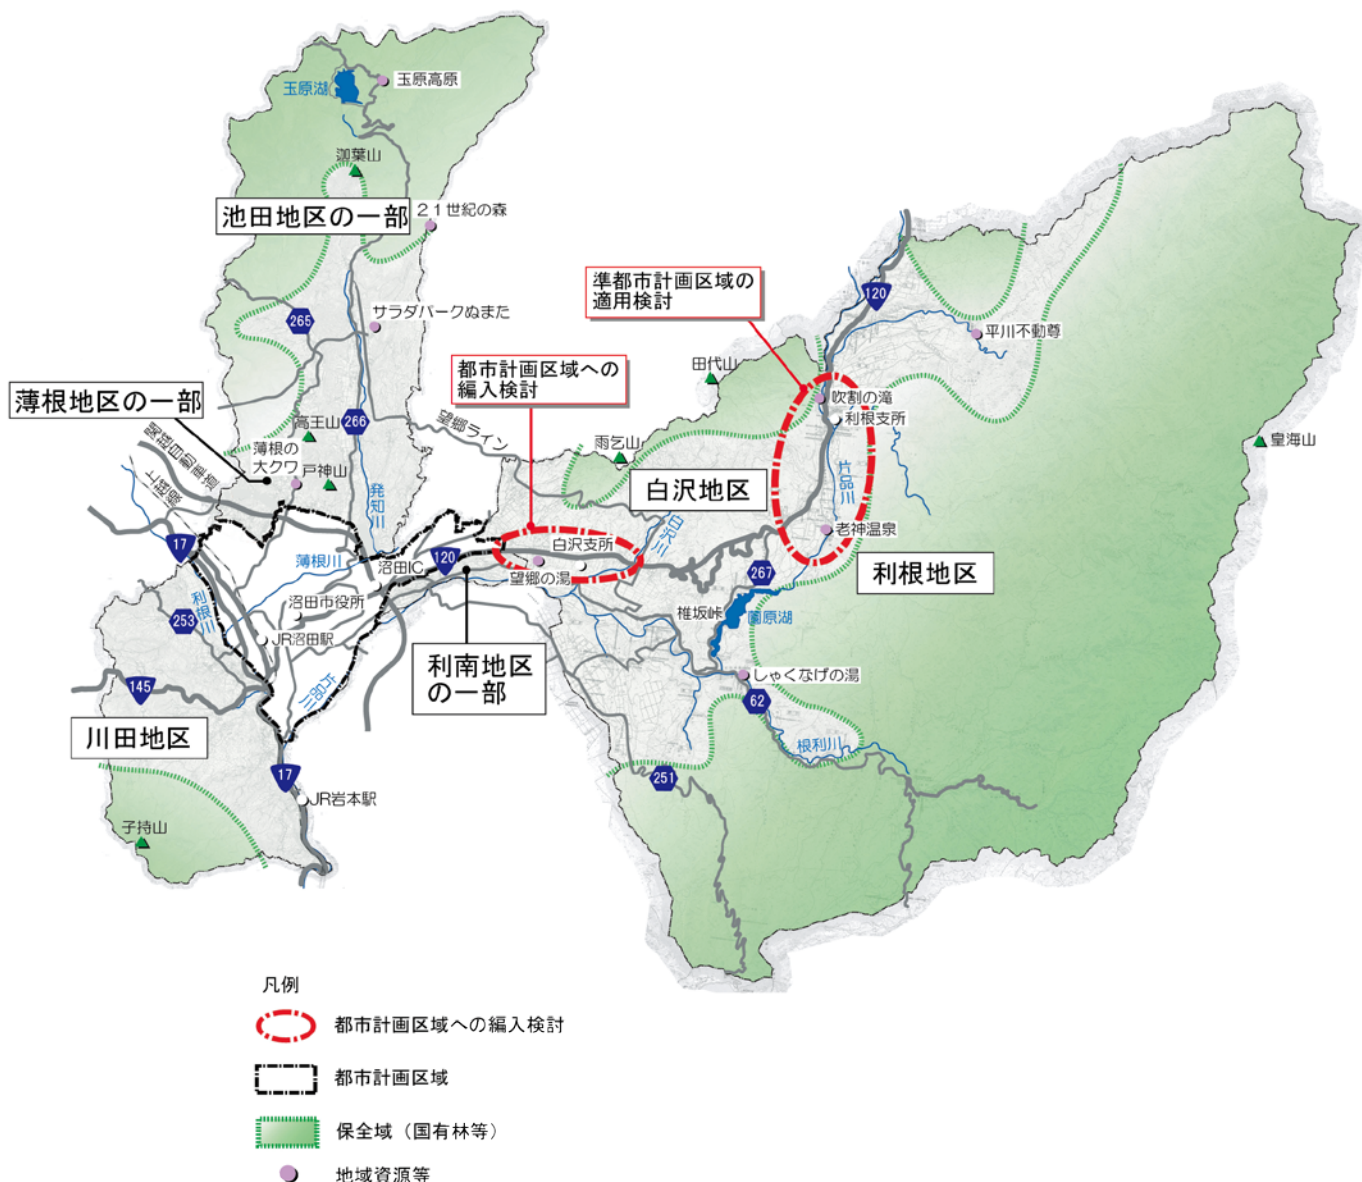 玉原湖
玉原高原
迦葉山
池田地区の一部
21世紀の森
準都市計画区域の
適用検討
120
265
サラダパークぬまた
平川不動尊
都市計画区域への
編入検討
田代山
薄根地区の一部
吹割の滝
利根支所
高王山
266
望郷ライン
関越自動車道
薄根の
大クワ
戸神山
雨乞山
皇海山
上越線
発知川
白沢地区
片品川
白沢川
老神温泉
17
薄根川
沼田IC
120
白沢支所
望郷の湯
267
利根地区
沼田市役所
利根川
253
椎坂峠
薗原湖
JR沼田駅
利南地区
の一部
しゃくなげの湯
145
片品川
62
川田地区
根利川
17
251
JR岩本駅
子持山
凡例
都市計画区域への編入検討
都市計画区域
保全域（国有林等）
地域資源等